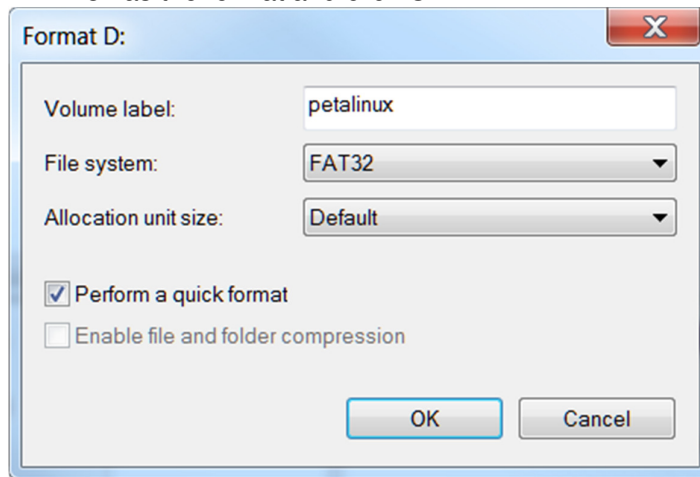 Format D:
Volume label:
petalinux
File system:
FAT32
Allocation unit size:
Default
Perform a quick format
Enable file and folder compression
OK
Cancel